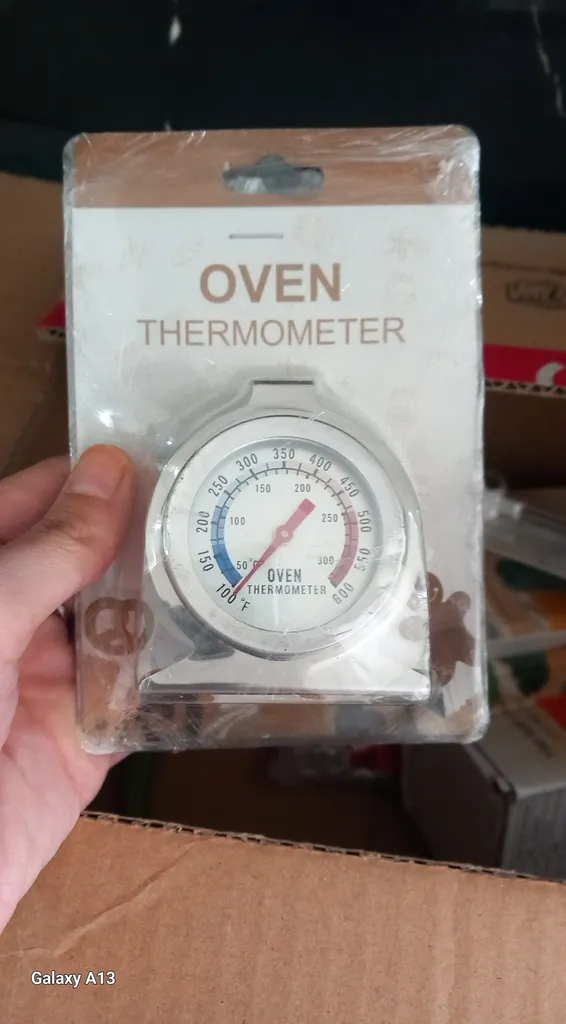 OVEN
THERMOMETER
350
300 400
250 450
200 500
150 550
100 °F 600
200
150
100 250
50°C 300
OVEN
THERMOMETER
Galaxy A13